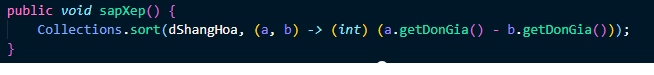 public void sapXep() {
Collections.sort(dShangHoa, (a, b) -> (int) (a.getDonGia() - b.getDonGia()));
}